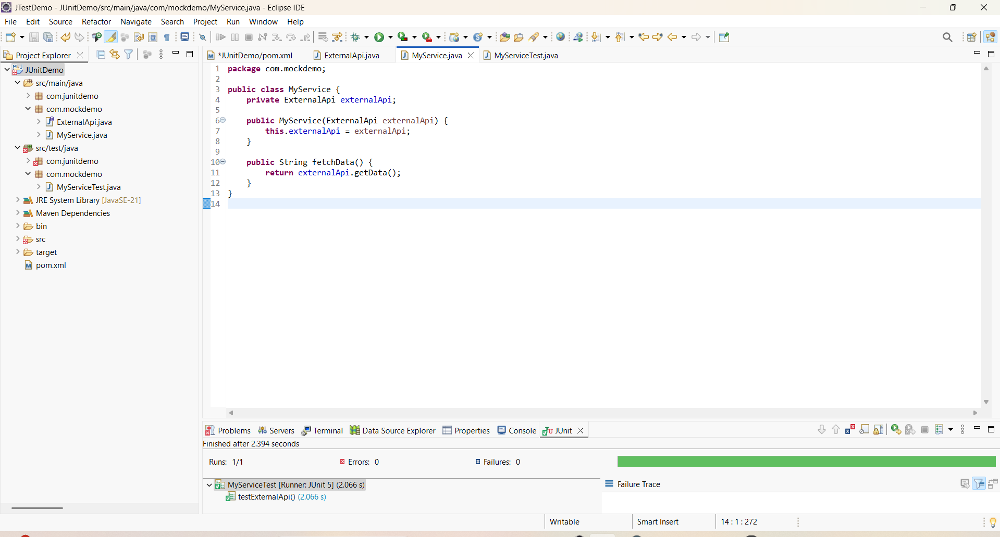 JTestDemo - JUnitDemo/src/main/java/com/mockdemo/MyService.java - Eclipse IDE
File Edit Source Refactor Navigate Search Project Run Window Help
Project Explorer
JUnitDemo
src/main/java
com.junitdemo
com.mockdemo
ExternalApi.java
MyService.java
src/test/java
com.junitdemo
com.mockdemo
MyServiceTest.java
JRE System Library [JavaSE-21]
Maven Dependencies
bin
src
target
pom.xml
*JUnitDemo/pom.xml ExternalApi.java MyService.java MyServiceTest.java
1 package com.mockdemo;
2
3 public class MyService {
4 private ExternalApi externalApi;
5
6 public MyService(ExternalApi externalApi) {
7 this.externalApi = externalApi;
8 }
9
10 public String fetchData() {
11 return externalApi.getData();
12 }
13 }
14
Problems Servers Terminal Data Source Explorer Properties Console JUnit
Finished after 2.394 seconds
Runs: 1/1 Errors: 0 Failures: 0
MyServiceTest [Runner: JUnit 5] (2.066 s)
testExternalApi() (2.066 s)
Failure Trace
Writable Smart Insert 14 : 1 : 272